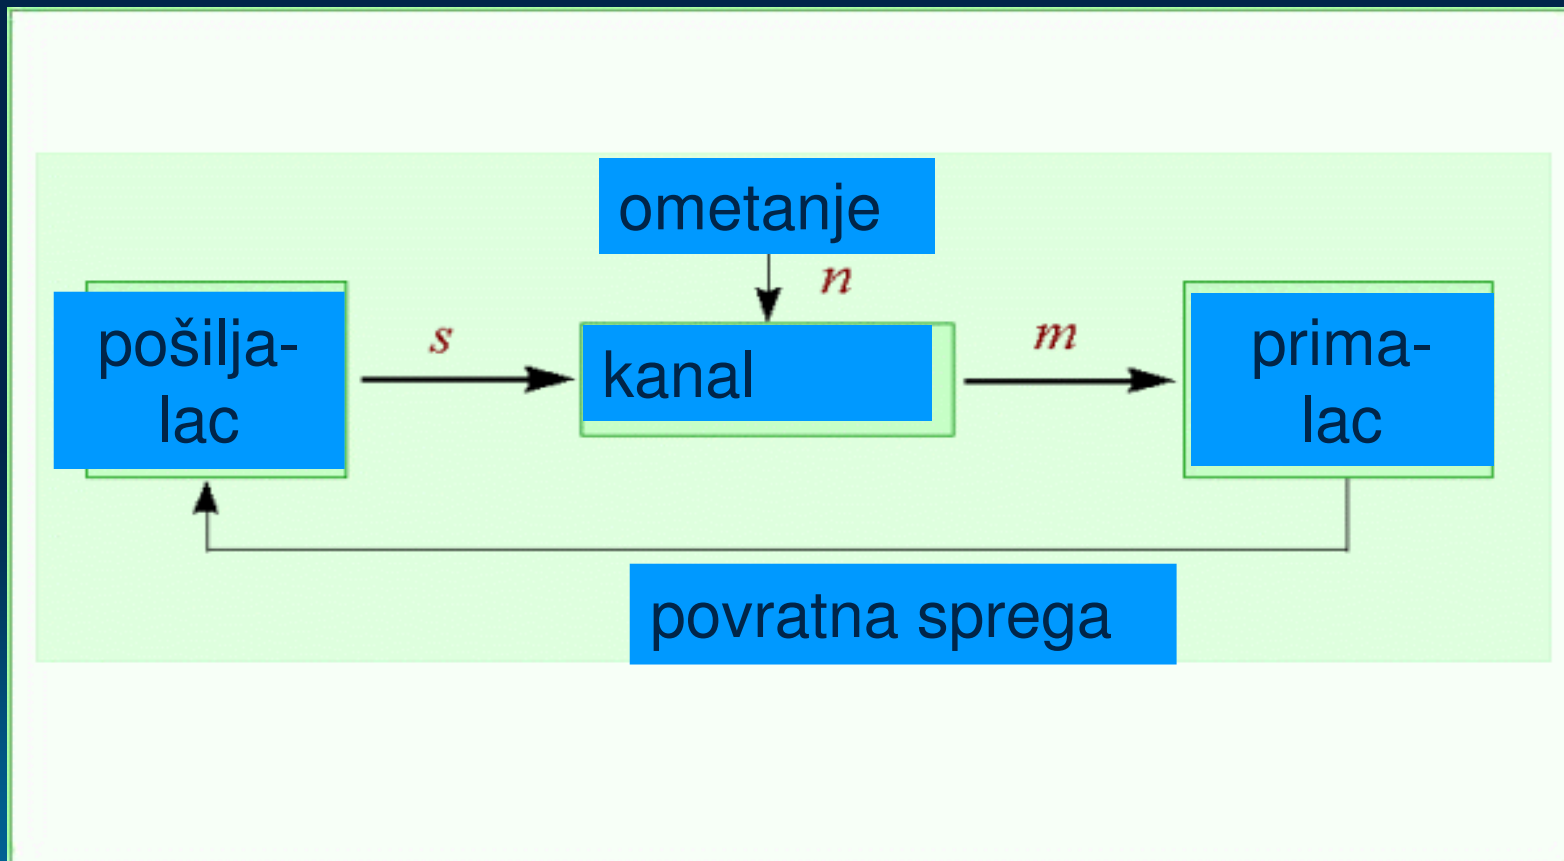 ometanje
n
pošilja-
lac
s
kanal
m
prima-
lac
povratna sprega